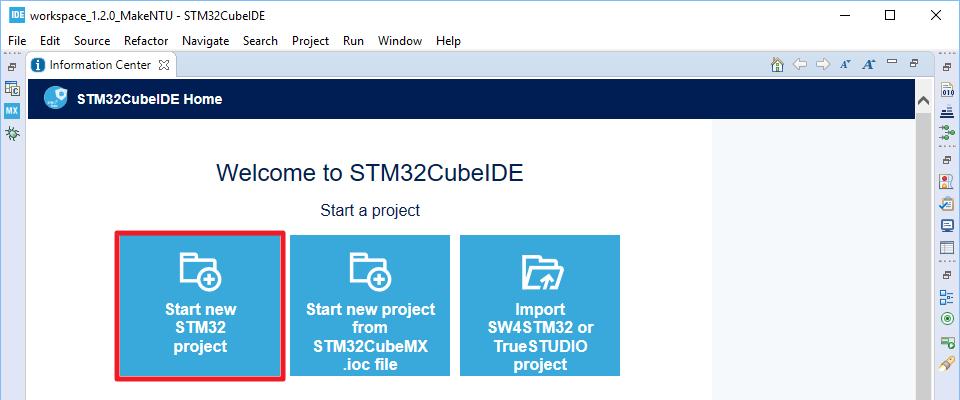 IDE workspace_1.2.0_MakeNTU - STM32CubeIDE
File Edit Source Refactor Navigate Search Project Run Window Help
Information Center
MX
010
STM32CubeIDE Home
Welcome to STM32CubeIDE
Start a project
Start new
STM32
project
Start new project
from
STM32CubeMX
.ioc file
Import
SW4STM32 or
TrueSTUDIO
project